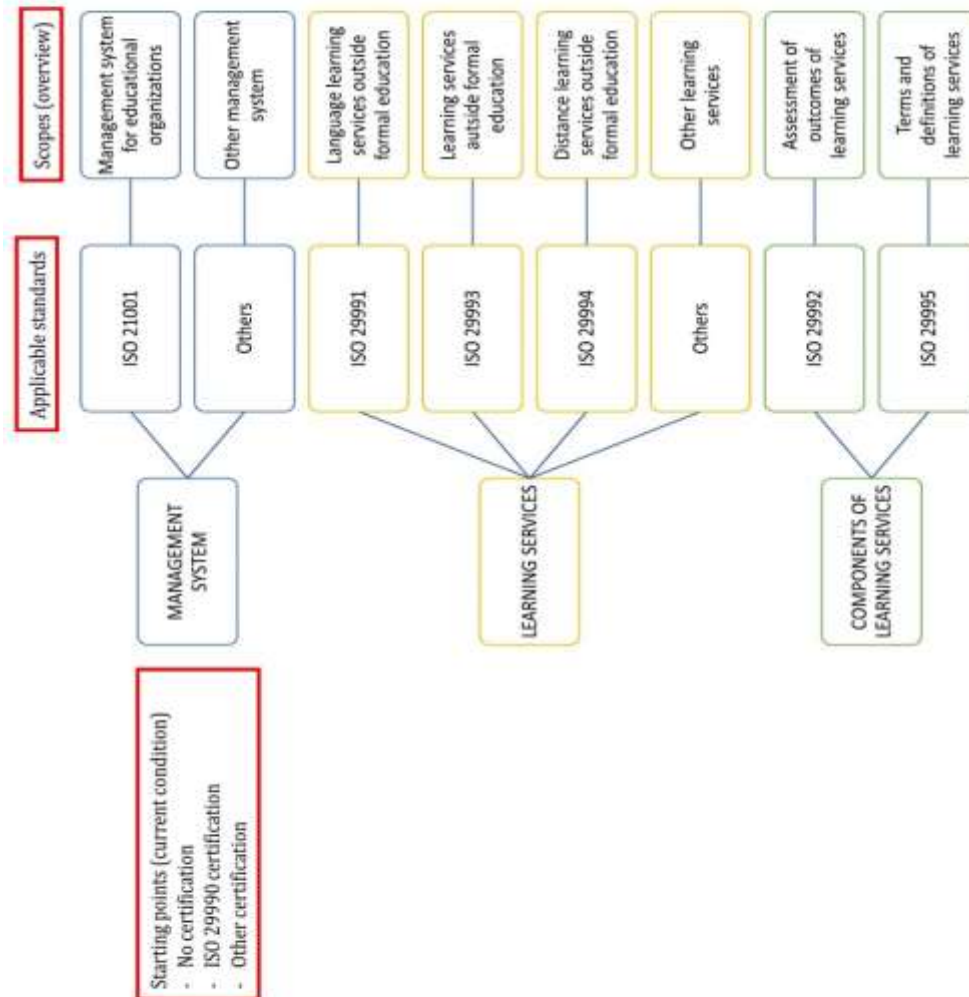 Applicable standards
Scopes (overview)
Starting points (current condition)
- No certification
- ISO 29990 certification
- Other certification
MANAGEMENT
SYSTEM
ISO 21001
Management system
for educational
organizations
Others
Other management
system
LEARNING SERVICES
ISO 29991
Language learning
services outside
formal education
ISO 29993
Learning services
autside formal
education
ISO 29994
Distance learning
services outside
formal education
Others
Other learning
services
COMPONENTS OF
LEARNING SERVICES
ISO 29992
Assessment of
outcomes of
learning services
ISO 29995
Terms and
definitions of
learning services